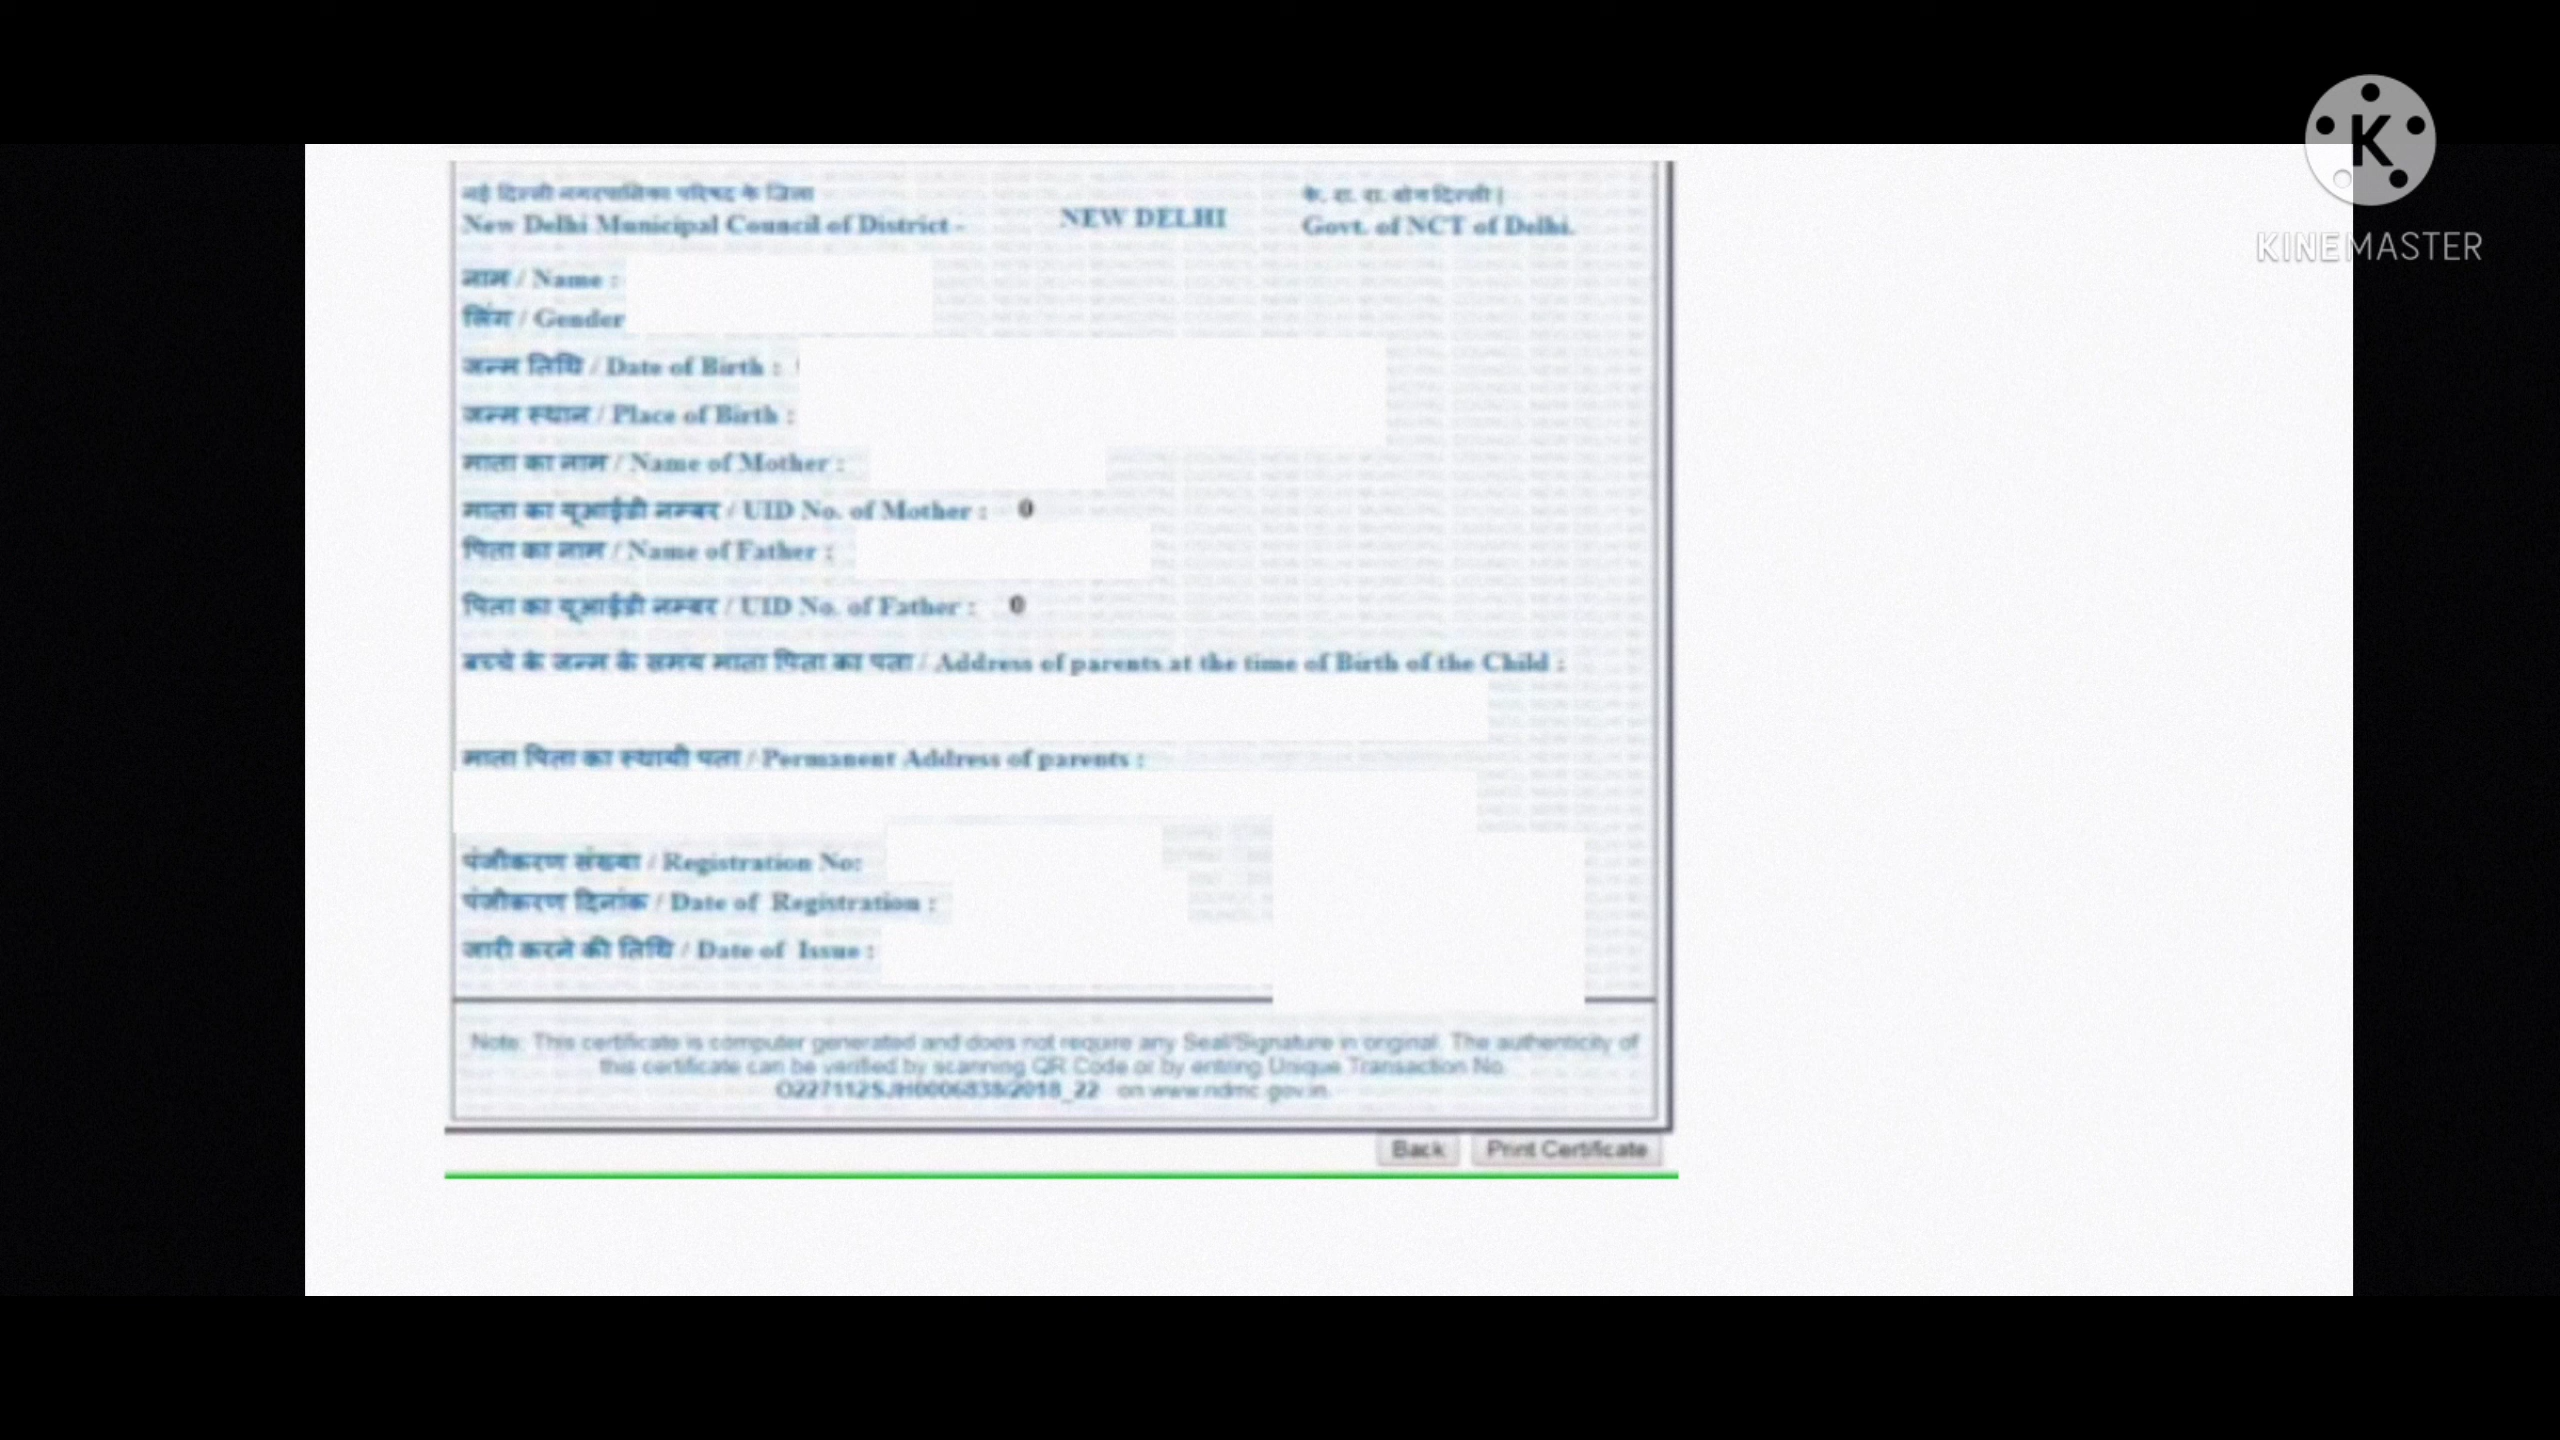 नई दिल्ली नगरपालिका परिषद के जिला
New Delhi Municipal Council of District -
NEW DELHI
के. रा. रा. क्षेत्र दिल्ली |
Govt. of NCT of Delhi.
नाम / Name :
लिंग / Gender
जन्म तिथि / Date of Birth :
जन्म स्थान / Place of Birth :
माता का नाम / Name of Mother :
माता का यूआईडी नम्बर / UID No. of Mother : 0
पिता का नाम / Name of Father :
पिता का यूआईडी नम्बर / UID No. of Father : 0
बच्चे के जन्म के समय माता पिता का पता / Address of parents at the time of Birth of the Child :
माता पिता का स्थायी पता / Permanent Address of parents :
पंजीकरण संख्या / Registration No:
पंजीकरण दिनांक / Date of Registration :
जारी करने की तिथि / Date of Issue :
Note: This certificate is computer generated and does not require any Seal/Signature in original. The authenticity of
this certificate can be verified by scanning QR Code or by entring Unique Transaction No.
on www.ndmc.gov.in.
Back Print Certificate
K
KINEMASTER